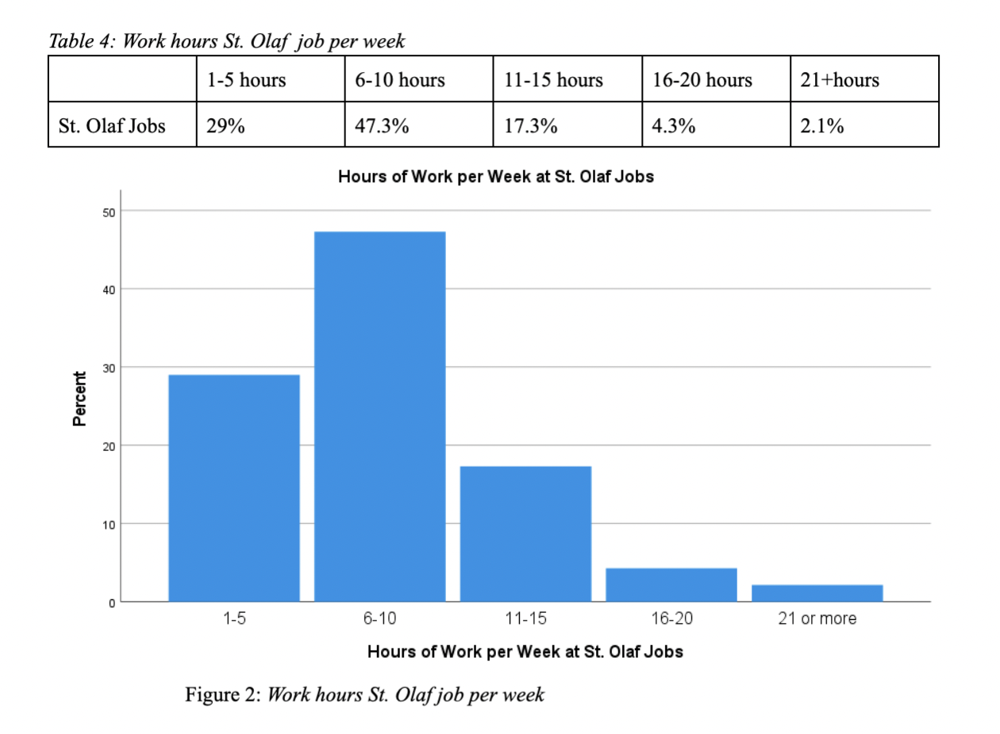 Table 4: Work hours St. Olaf job per week
1-5 hours 6-10 hours 11-15 hours 16-20 hours 21+hours
St. Olaf Jobs 29% 47.3% 17.3% 4.3% 2.1%
Hours of Work per Week at St. Olaf Jobs
50
40
30
20
10
0
Percent
1-5 6-10 11-15 16-20 21 or more
Hours of Work per Week at St. Olaf Jobs
Figure 2: Work hours St. Olaf job per week